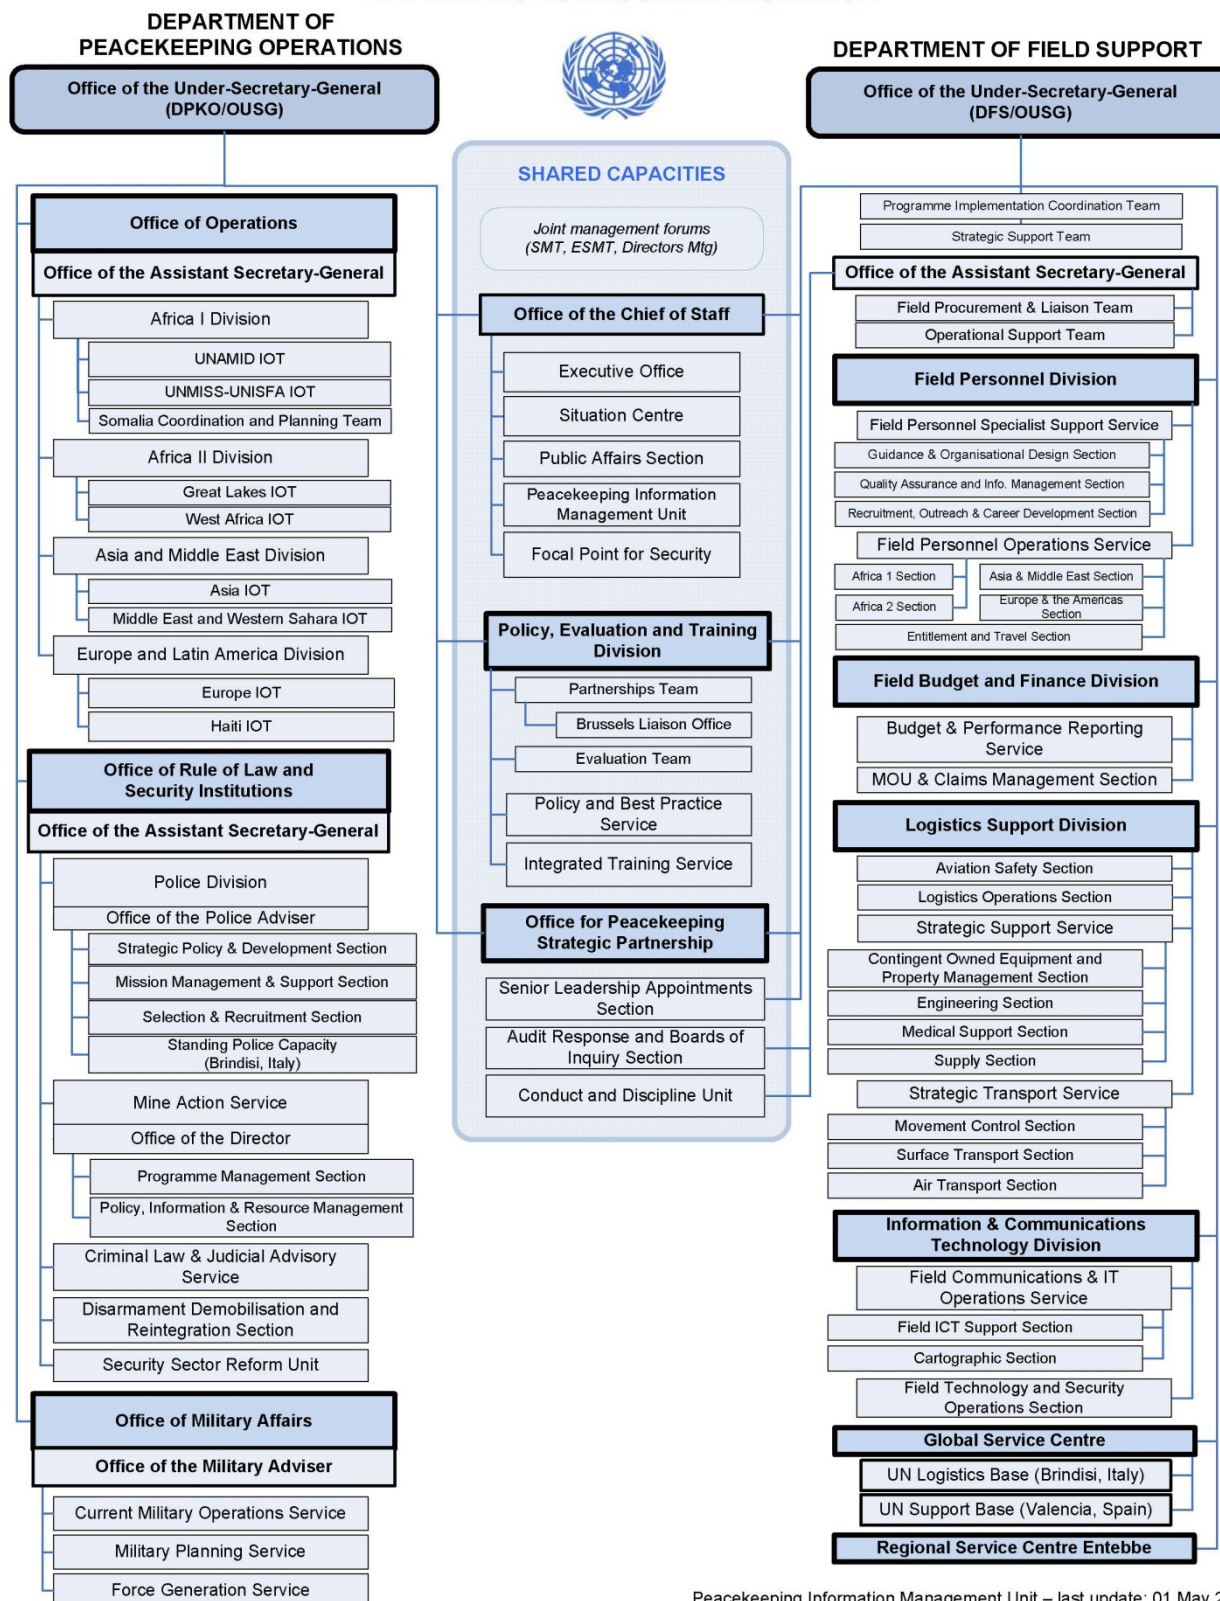 DEPARTMENT OF
PEACEKEEPING OPERATIONS
Office of the Under-Secretary-General
(DPKO/OUSG)
Office of Operations
Office of the Assistant Secretary-General
Africa I Division
UNAMID IOT
UNMISS-UNISFA IOT
Somalia Coordination and Planning Team
Africa II Division
Great Lakes IOT
West Africa IOT
Asia and Middle East Division
Asia IOT
Middle East and Western Sahara IOT
Europe and Latin America Division
Europe IOT
Haiti IOT
Office of Rule of Law and
Security Institutions
Office of the Assistant Secretary-General
Police Division
Office of the Police Adviser
Strategic Policy & Development Section
Mission Management & Support Section
Selection & Recruitment Section
Standing Police Capacity
(Brindisi, Italy)
Mine Action Service
Office of the Director
Programme Management Section
Policy, Information & Resource Management
Section
Criminal Law & Judicial Advisory
Service
Disarmament Demobilisation and
Reintegration Section
Security Sector Reform Unit
Office of Military Affairs
Office of the Military Adviser
Current Military Operations Service
Military Planning Service
Force Generation Service
SHARED CAPACITIES
Joint management forums
(SMT, ESMT, Directors Mtg)
Office of the Chief of Staff
Executive Office
Situation Centre
Public Affairs Section
Peacekeeping Information
Management Unit
Focal Point for Security
Policy, Evaluation and Training
Division
Partnerships Team
Brussels Liaison Office
Evaluation Team
Policy and Best Practice
Service
Integrated Training Service
Office for Peacekeeping
Strategic Partnership
Senior Leadership Appointments
Section
Audit Response and Boards of
Inquiry Section
Conduct and Discipline Unit
DEPARTMENT OF FIELD SUPPORT
Office of the Under-Secretary-General
(DFS/OUSG)
Programme Implementation Coordination Team
Strategic Support Team
Office of the Assistant Secretary-General
Field Procurement & Liaison Team
Operational Support Team
Field Personnel Division
Field Personnel Specialist Support Service
Guidance & Organisational Design Section
Quality Assurance and Info. Management Section
Recruitment, Outreach & Career Development Section
Field Personnel Operations Service
Africa 1 Section
Asia & Middle East Section
Africa 2 Section
Europe & the Americas
Section
Entitlement and Travel Section
Field Budget and Finance Division
Budget & Performance Reporting
Service
MOU & Claims Management Section
Logistics Support Division
Aviation Safety Section
Logistics Operations Section
Strategic Support Service
Contingent Owned Equipment and
Property Management Section
Engineering Section
Medical Support Section
Supply Section
Strategic Transport Service
Movement Control Section
Surface Transport Section
Air Transport Section
Information & Communications
Technology Division
Field Communications & IT
Operations Service
Field ICT Support Section
Cartographic Section
Field Technology and Security
Operations Section
Global Service Centre
UN Logistics Base (Brindisi, Italy)
UN Support Base (Valencia, Spain)
Regional Service Centre Entebbe
Peacekeeping Information Management Unit – last update: 01 May 2